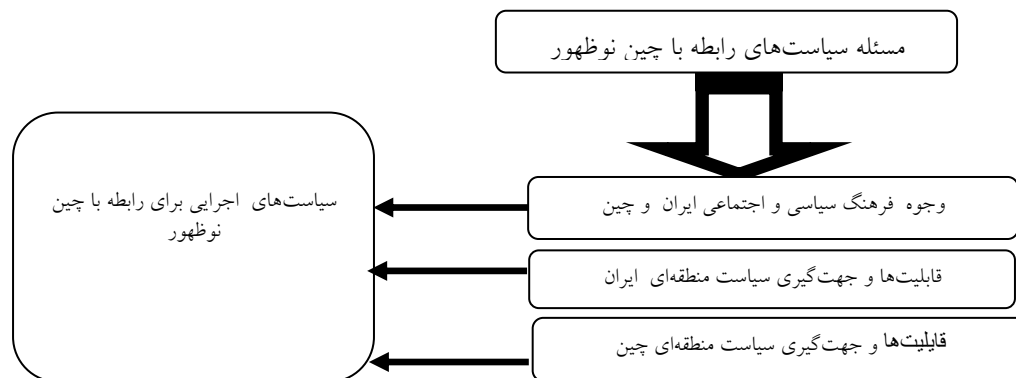 مسئله سیاست‌های رابطه با چین نوظهور
وجوه فرهنگ سیاسی و اجتماعی ایران و چین
سیاست‌های اجرایی برای رابطه با چین
نوظهور
قابلیت‌ها و جهت‌گیری سیاست منطقه‌ای ایران
قابلیت‌ها و جهت‌گیری سیاست منطقه‌ای چین